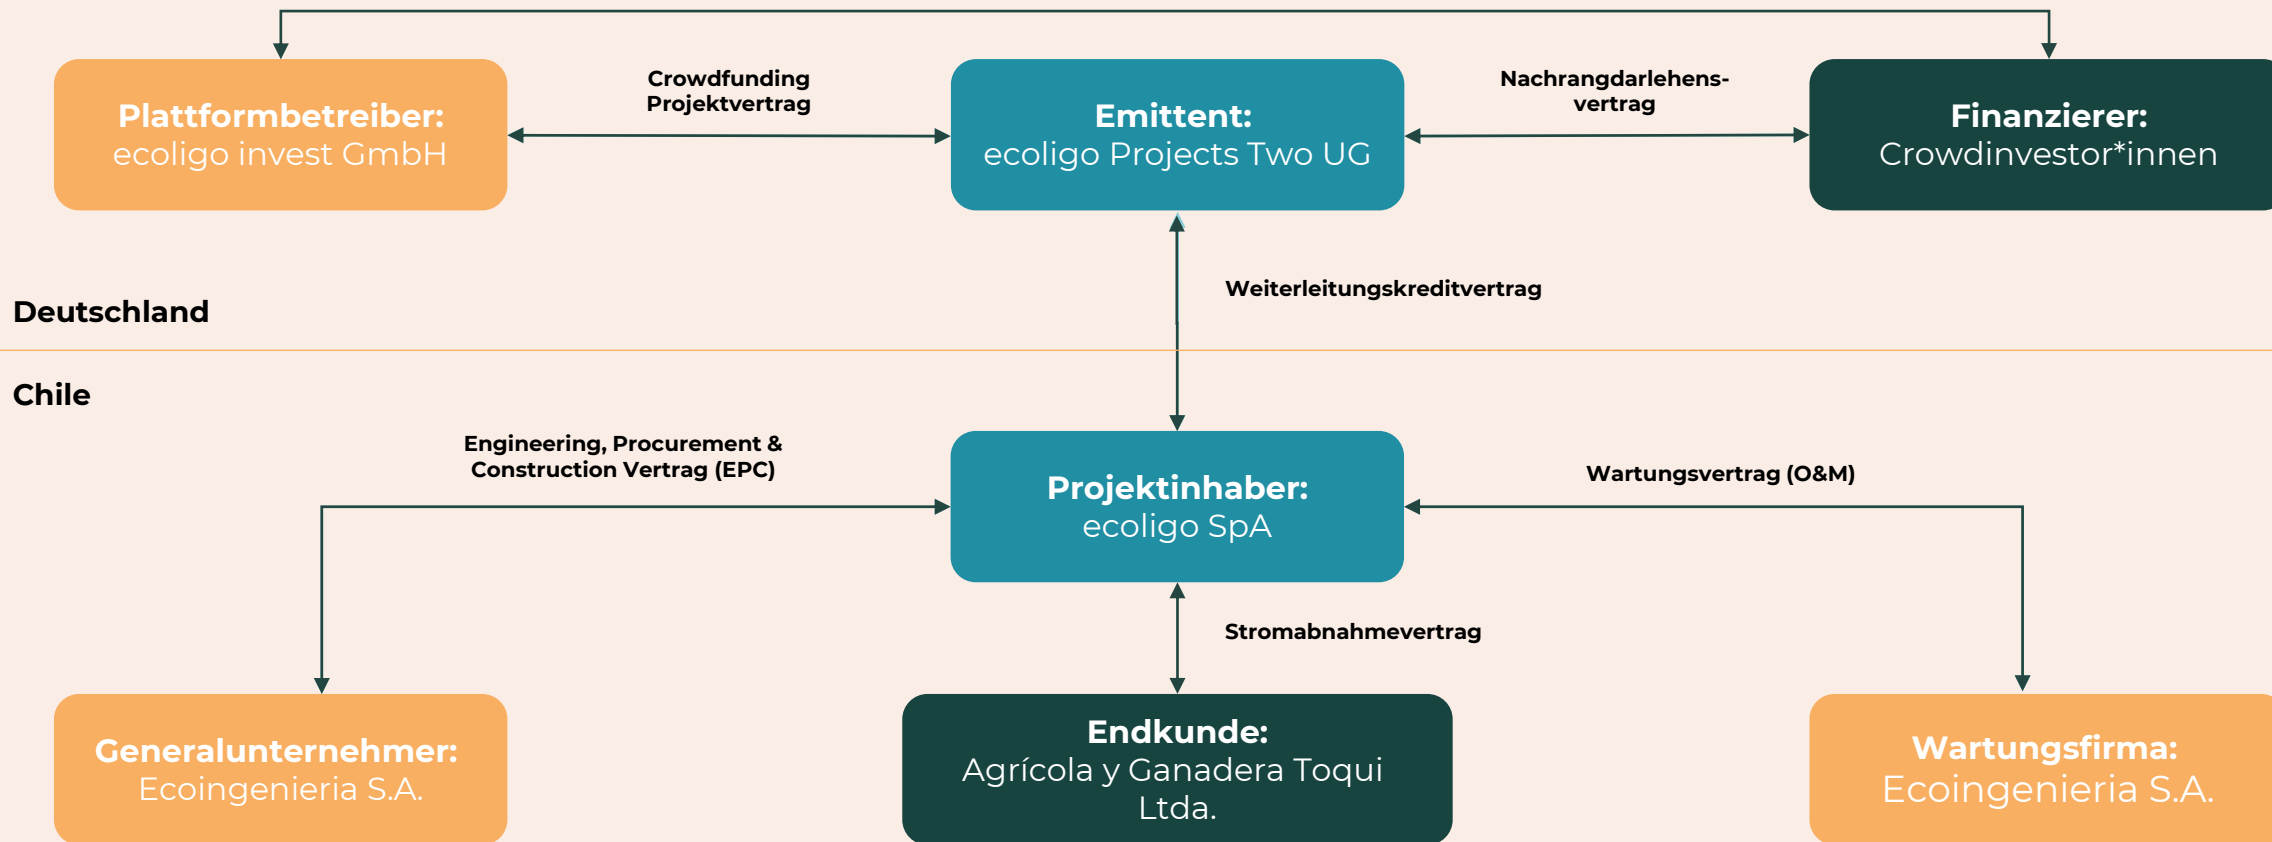 Crowdfunding
Projektvertrag
Nachrangdarlehens-
vertrag
Plattformbetreiber:
ecoligo invest GmbH
Emittent:
ecoligo Projects Two UG
Finanzierer:
Crowdinvestor*innen
Weiterleitungskreditvertrag
Deutschland
Chile
Engineering, Procurement &
Construction Vertrag (EPC)
Wartungsvertrag (O&M)
Projektinhaber:
ecoligo SpA
Stromabnahmevertrag
Generalunternehmer:
Ecoingenieria S.A.
Endkunde:
Agrícola y Ganadera Toqui
Ltda.
Wartungsfirma:
Ecoingenieria S.A.